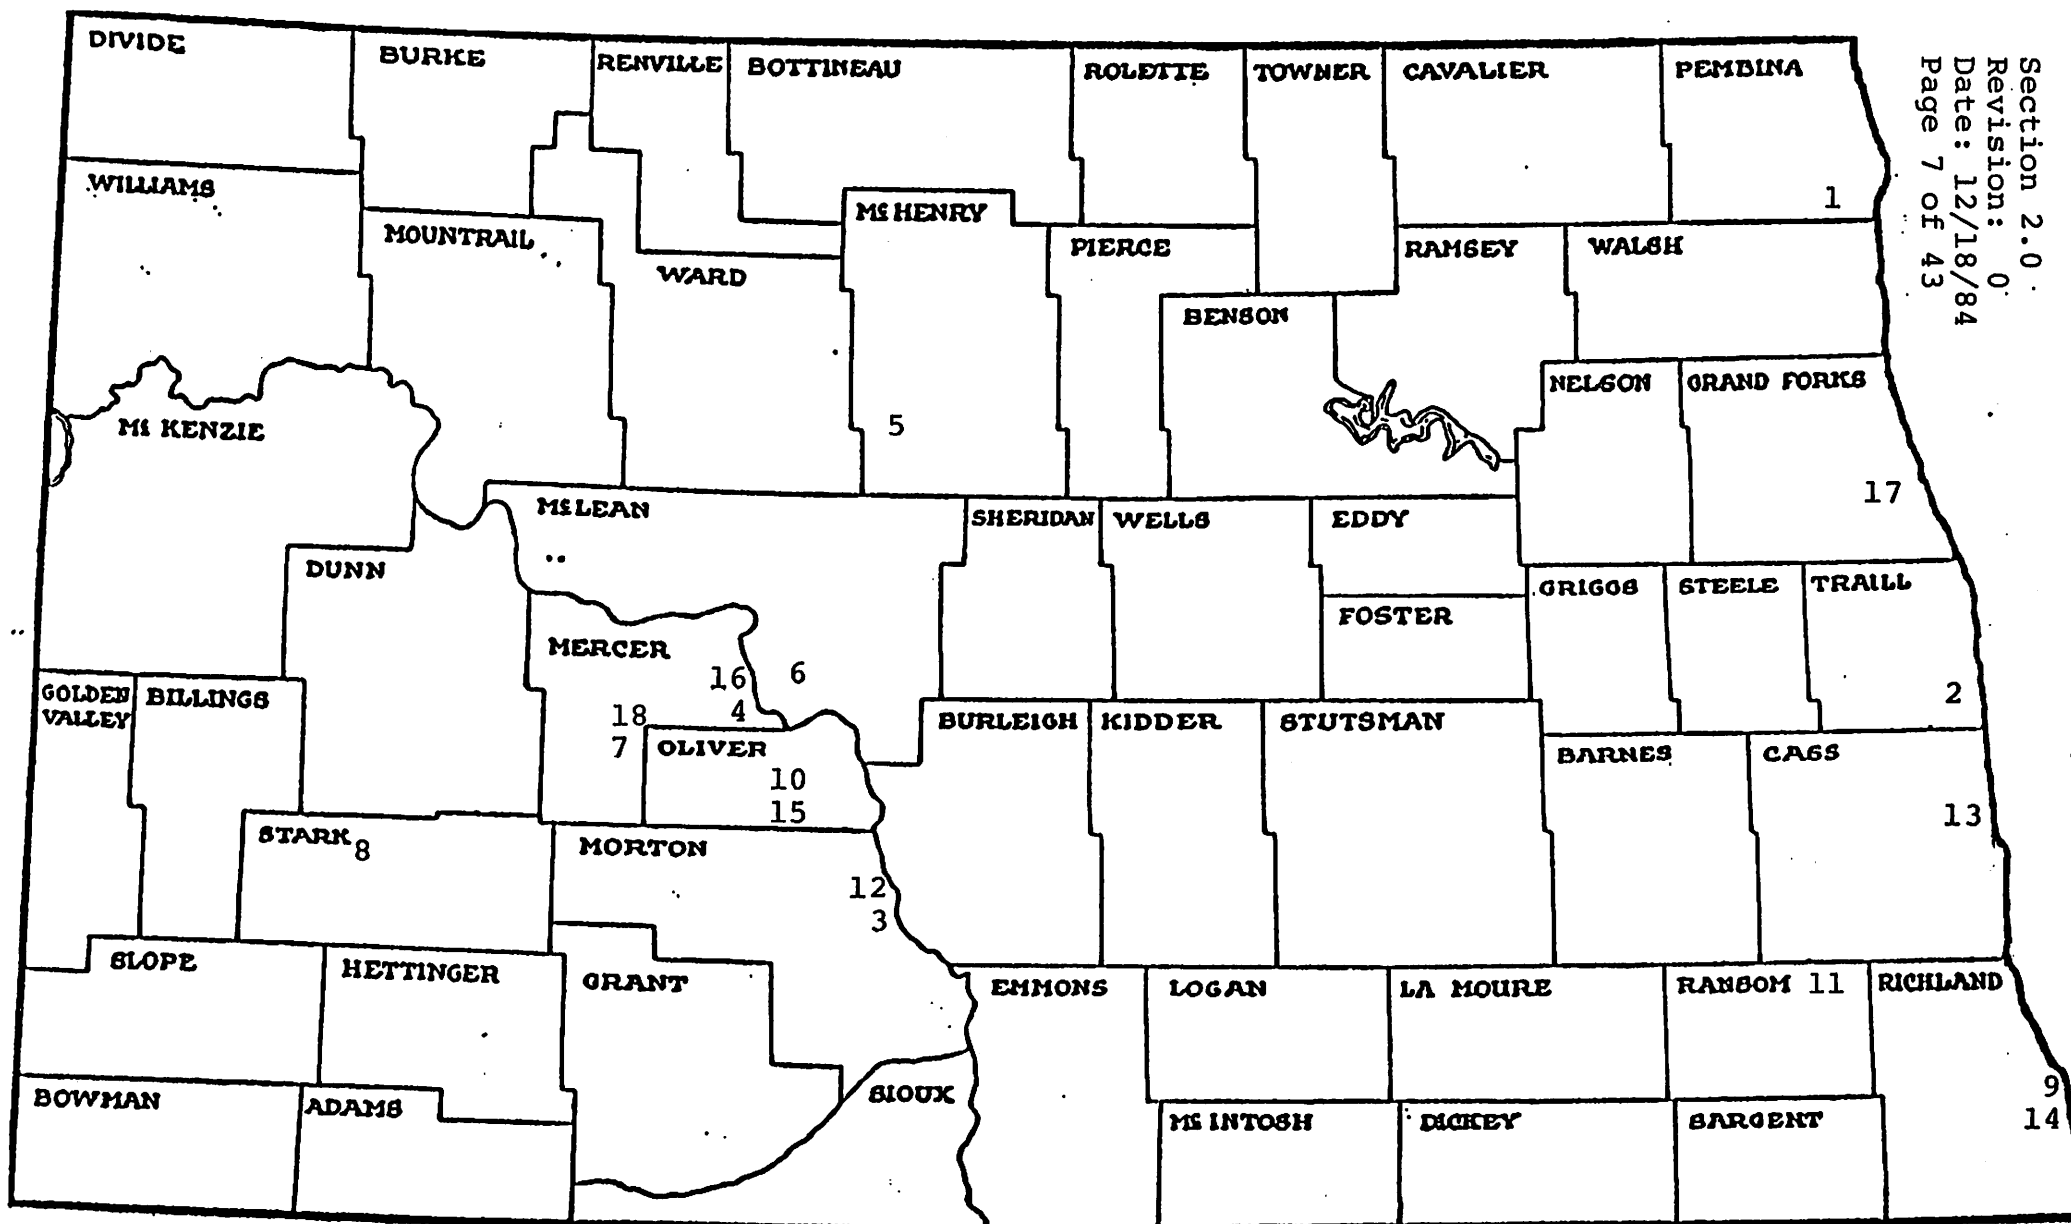 Section 2.0
Revision: 0
Date: 12/18/84
Page 7 of 43
DIVIDE
BURKE
RENVILLE
BOTTINEAU
ROLETTE
TOWNER
CAVALIER
PEMBINA
1
WILLIAMS
MOUNTRAIL
WARD
McHENRY
5
PIERCE
BENSON
RAMSEY
WALSH
NELSON
GRAND FORKS
17
Mc KENZIE
DUNN
McLEAN
6
SHERIDAN
WELLS
EDDY
FOSTER
GRIGGS
STEELE
TRAILL
2
MERCER
16
4
18
7
OLIVER
10
15
GOLDEN
VALLEY
BILLINGS
STARK
8
MORTON
12
3
BURLEIGH
KIDDER
STUTSMAN
BARNES
CASS
13
SLOPE
HETTINGER
GRANT
EMMONS
LOGAN
LA MOURE
RANSOM 11
RICHLAND
9
14
BOWMAN
ADAMS
SIOUX
Mc INTOSH
DICKEY
SARGENT